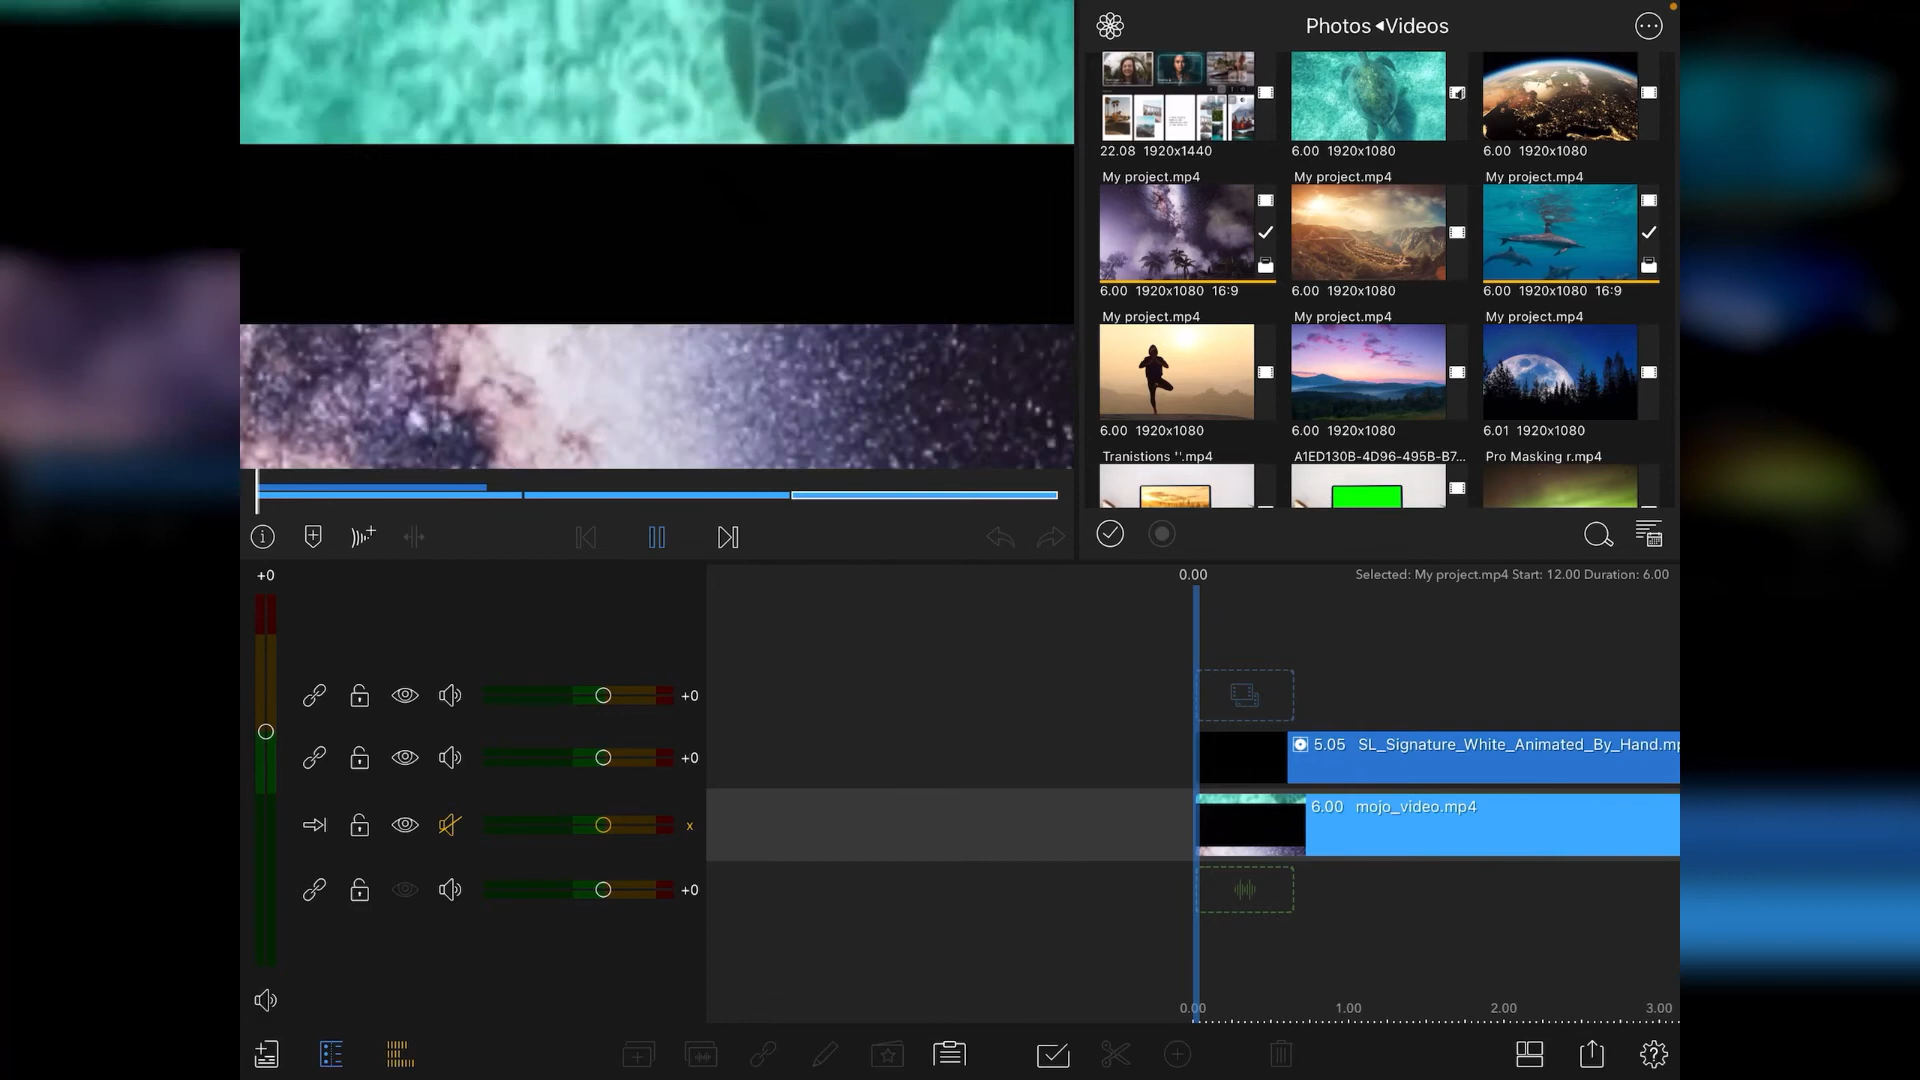 Photos◂Videos
22.08 1920x1440
6.00 1920x1080
6.00 1920x1080
My project.mp4
My project.mp4
My project.mp4
6.00 1920x1080 16:9
6.00 1920x1080
6.00 1920x1080 16:9
My project.mp4
My project.mp4
My project.mp4
6.00 1920x1080
6.00 1920x1080
6.01 1920x1080
Tranistions ''.mp4
A1ED130B-4D96-495B-B7...
Pro Masking r.mp4
+0
0.00
Selected: My project.mp4 Start: 12.00 Duration: 6.00
+0
5.05 SL_Signature_White_Animated_By_Hand.mp
+0
6.00 mojo_video.mp4
x
+0
0.00
1.00
2.00
3.00